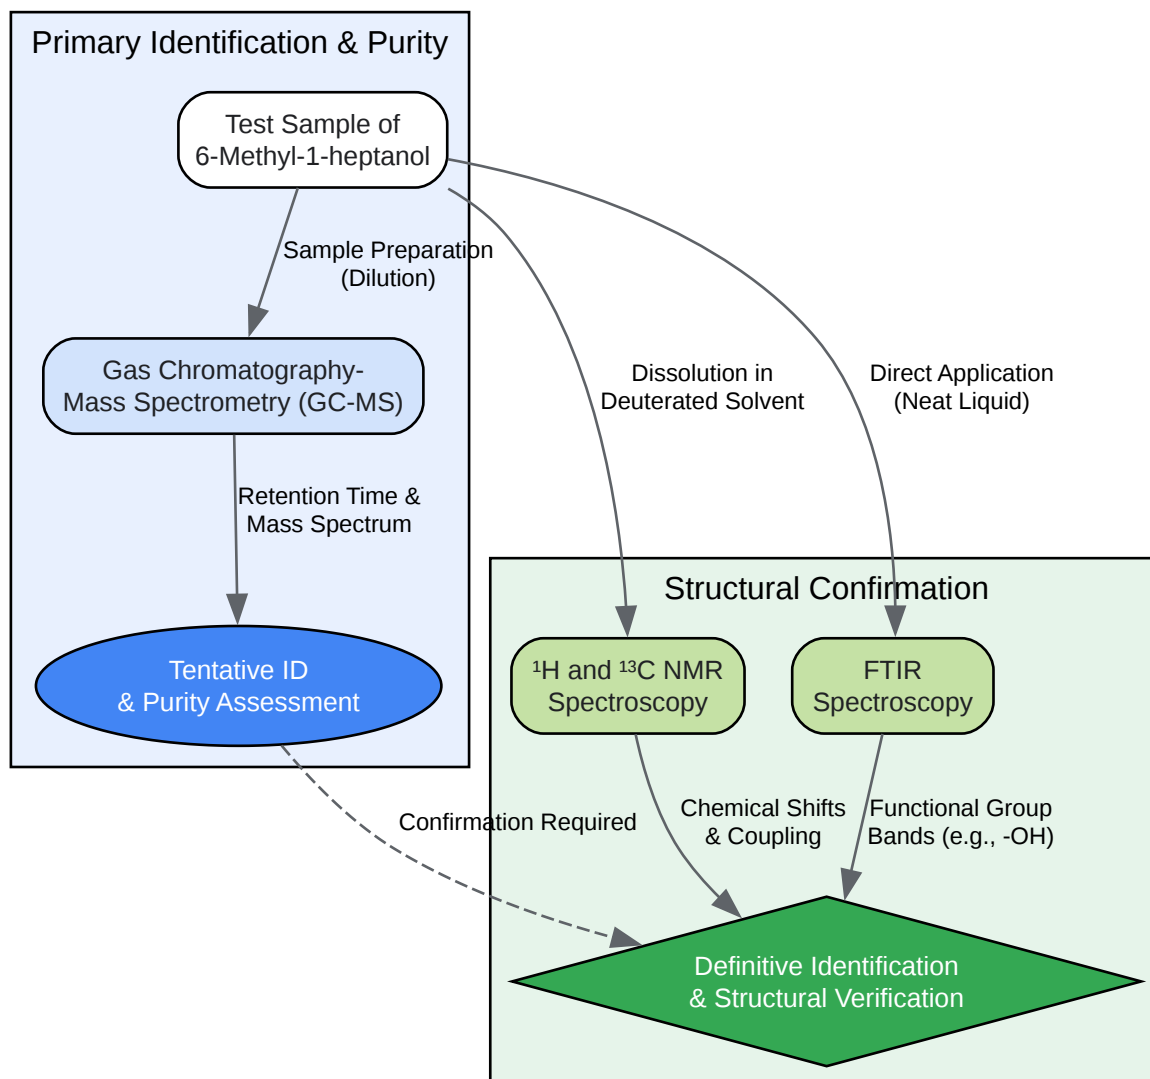 Primary Identification & Purity
Test Sample of
6-Methyl-1-heptanol
Sample Preparation
(Dilution)
Gas Chromatography-
Mass Spectrometry (GC-MS)
Dissolution in
Deuterated Solvent
Direct Application
(Neat Liquid)
Retention Time &
Mass Spectrum
Structural Confirmation
Tentative ID
& Purity Assessment
¹H and ¹³C NMR
Spectroscopy
FTIR
Spectroscopy
Confirmation Required
Chemical Shifts
& Coupling
Functional Group
Bands (e.g., -OH)
Definitive Identification
& Structural Verification